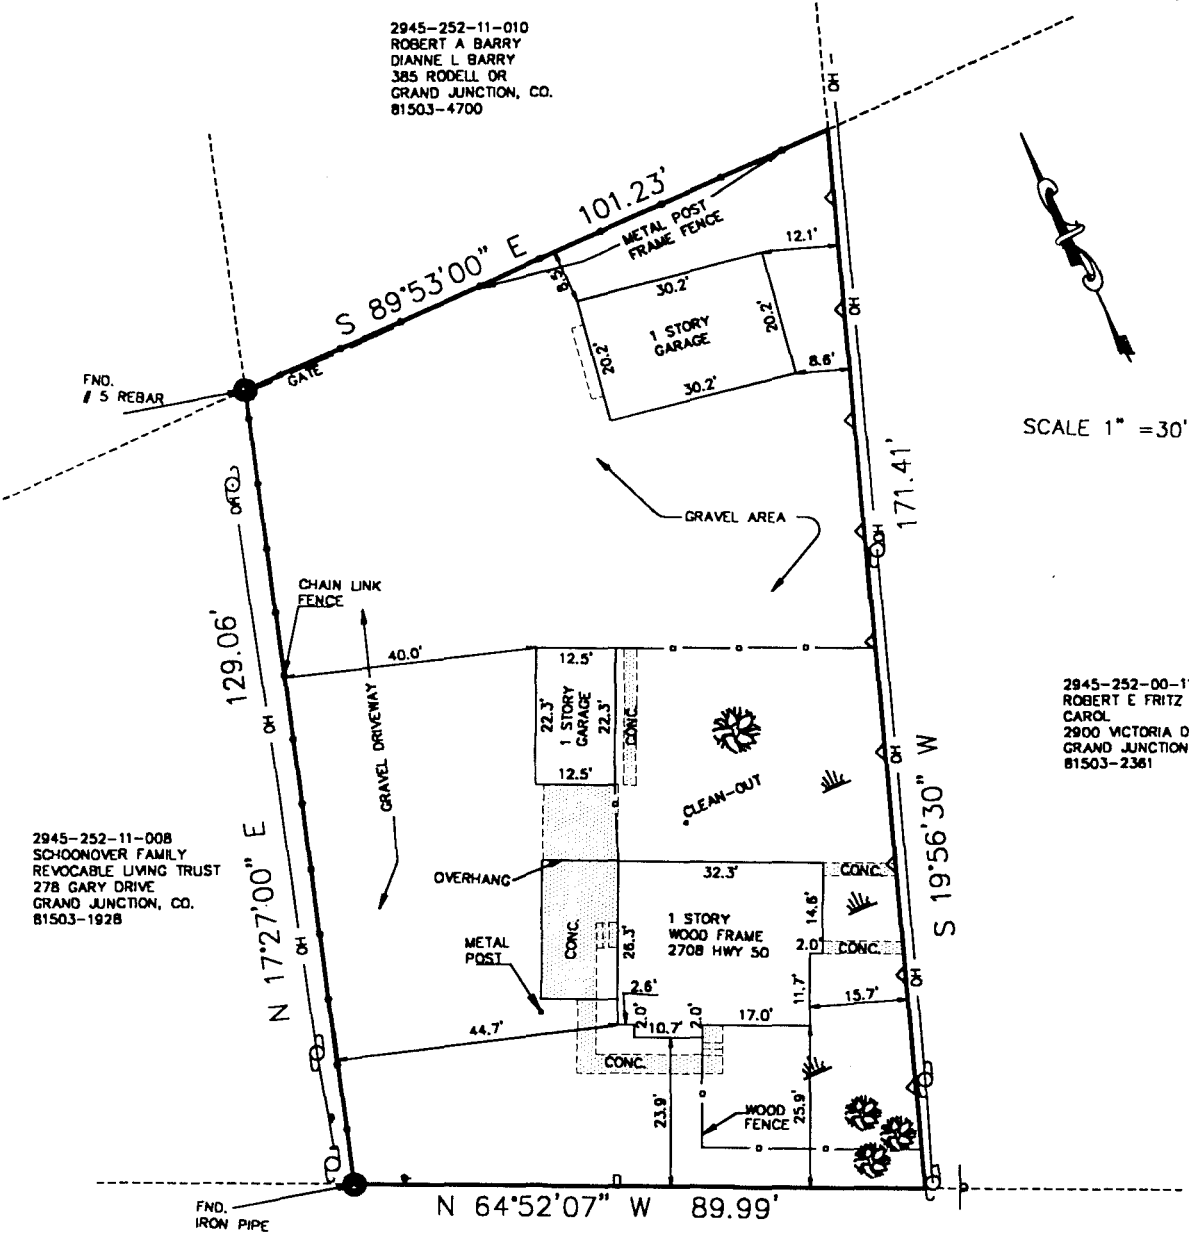 2945-252-11-010
ROBERT A BARRY
DIANNE L BARRY
385 RODELL DR
GRAND JUNCTION, CO.
81503-4700
OH
S 89°53'00" E 101.23'
METAL POST
FRAME FENCE
12.1'
8.5'
30.2'
20.2'
1 STORY
GARAGE
20.2'
8.6'
30.2'
OH
GATE
FND.
# 5 REBAR
SCALE 1" =30'
OH
171.41'
GRAVEL AREA
OH
CHAIN LINK
FENCE
129.06'
40.0'
12.5'
22.3'
1 STORY
GARAGE
22.3'
CONC.
12.5'
GRAVEL DRIVEWAY
OH
OH
CLEAN-OUT
2945-252-00-1
ROBERT E FRITZ
CAROL
2900 VICTORIA D
GRAND JUNCTION
81503-2361
S 19°56'30" W
2945-252-11-008
SCHOONOVER FAMILY
REVOCABLE LIVING TRUST
278 GARY DRIVE
GRAND JUNCTION, CO.
81503-1928
N 17°27'00" E
OH
OVERHANG
32.3'
CONC.
14.6'
1 STORY
WOOD FRAME
2708 HWY 50
26.3'
CONC.
2.0'
CONC.
METAL
POST
2.6'
11.7'
15.7'
OH
44.7'
2.0'
10.7'
2.0'
17.0'
CONC.
23.9'
25.9'
WOOD
FENCE
FND.
IRON PIPE
N 64°52'07" W 89.99'